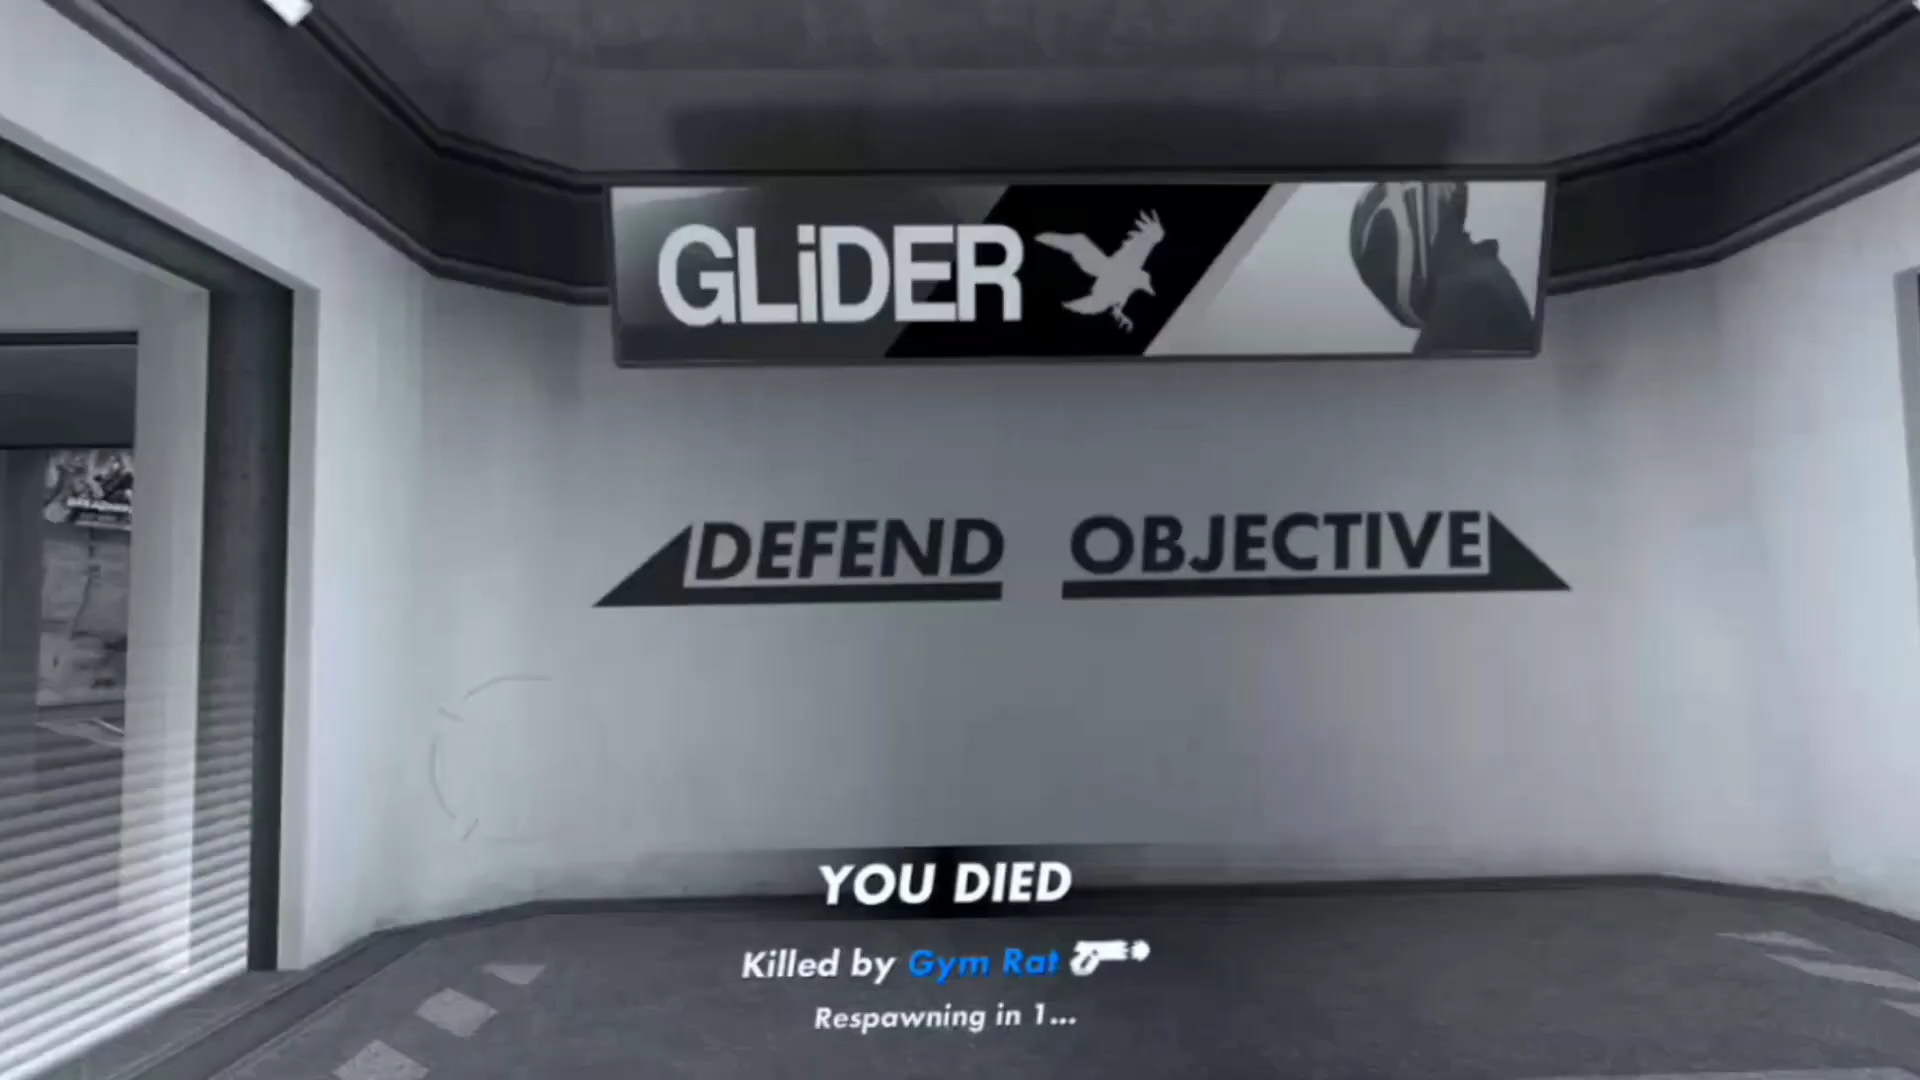 GLiDER
DEFEND OBJECTIVE
YOU DIED
Killed by Gym Rat
Respawning in 1...